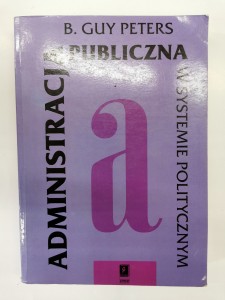 B. GUY PETERS
ADMINISTRACJA
PUBLICZNA
W SYSTEMIE POLITYCZNYM
a